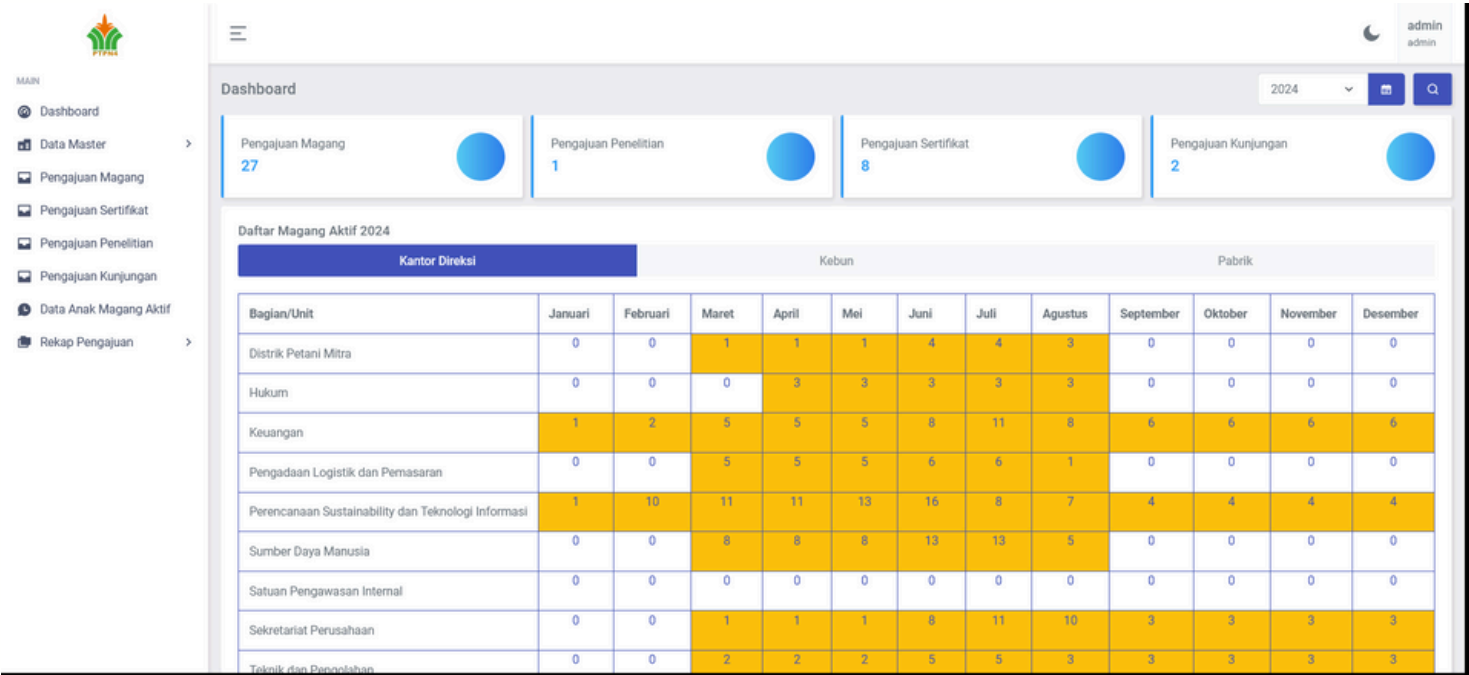 PTPN4
admin
admin
MAIN
Dashboard
Data Master
Pengajuan Magang
Pengajuan Sertifikat
Pengajuan Penelitian
Pengajuan Kunjungan
Data Anak Magang Aktif
Rekap Pengajuan
Dashboard 2024
Pengajuan Magang
27
Pengajuan Penelitian
1
Pengajuan Sertifikat
8
Pengajuan Kunjungan
2
Daftar Magang Aktif 2024
Kantor Direksi Kebun Pabrik
Bagian/Unit Januari Februari Maret April Mei Juni Juli Agustus September Oktober November Desember
Distrik Petani Mitra 0 0 1 1 1 4 4 3 0 0 0 0
Hukum 0 0 0 3 3 3 3 3 0 0 0 0
Keuangan 1 2 5 5 5 8 11 8 6 6 6 6
Pengadaan Logistik dan Pemasaran 0 0 5 5 5 6 6 1 0 0 0 0
Perencanaan Sustainability dan Teknologi Informasi 1 10 11 11 13 16 8 7 4 4 4 4
Sumber Daya Manusia 0 0 8 8 8 13 13 5 0 0 0 0
Satuan Pengawasan Internal 0 0 0 0 0 0 0 0 0 0 0 0
Sekretariat Perusahaan 0 0 1 1 1 8 11 10 3 3 3 3
Teknik dan Pengolahan 0 0 2 2 2 5 5 3 3 3 3 3